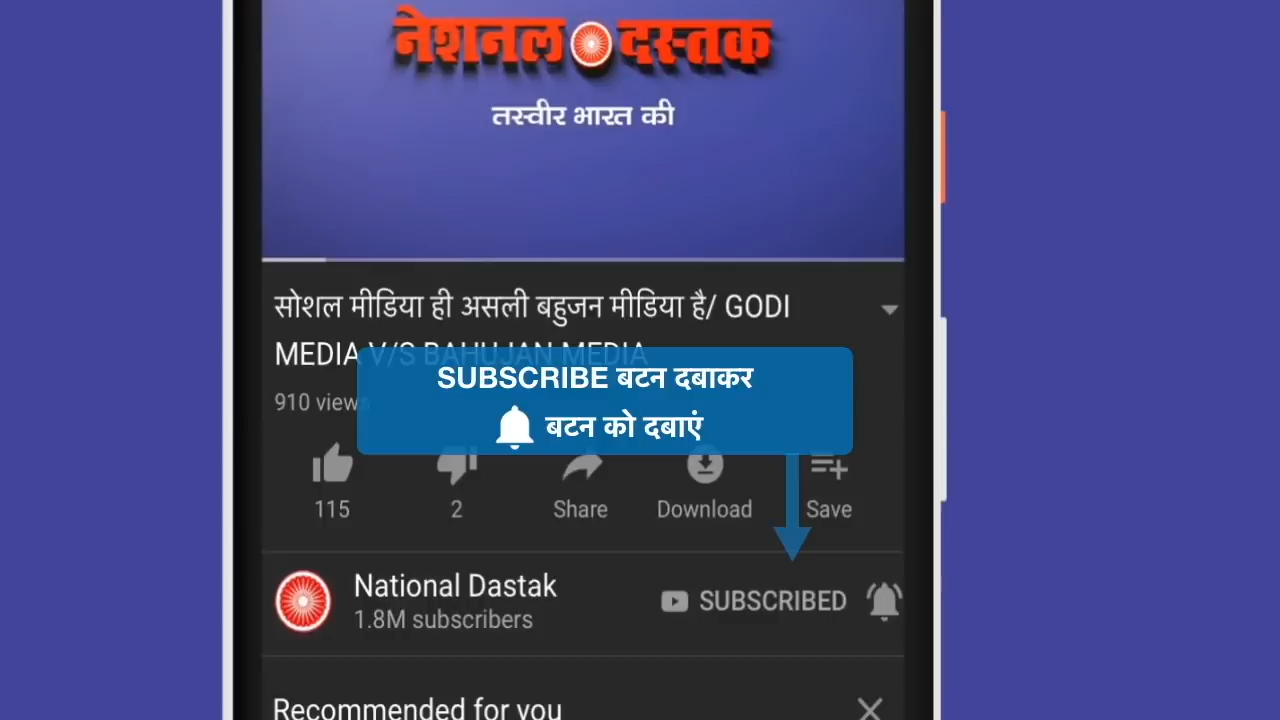 नेशनल दस्तक
तस्वीर भारत की
सोशल मीडिया ही असली बहुजन मीडिया है/ GODI
MEDIA V/S BAHUJAN MEDIA
910 views
SUBSCRIBE बटन दबाकर
बटन को दबाएं
115 2 Share Download Save
National Dastak
1.8M subscribers
SUBSCRIBED
Recommended for you